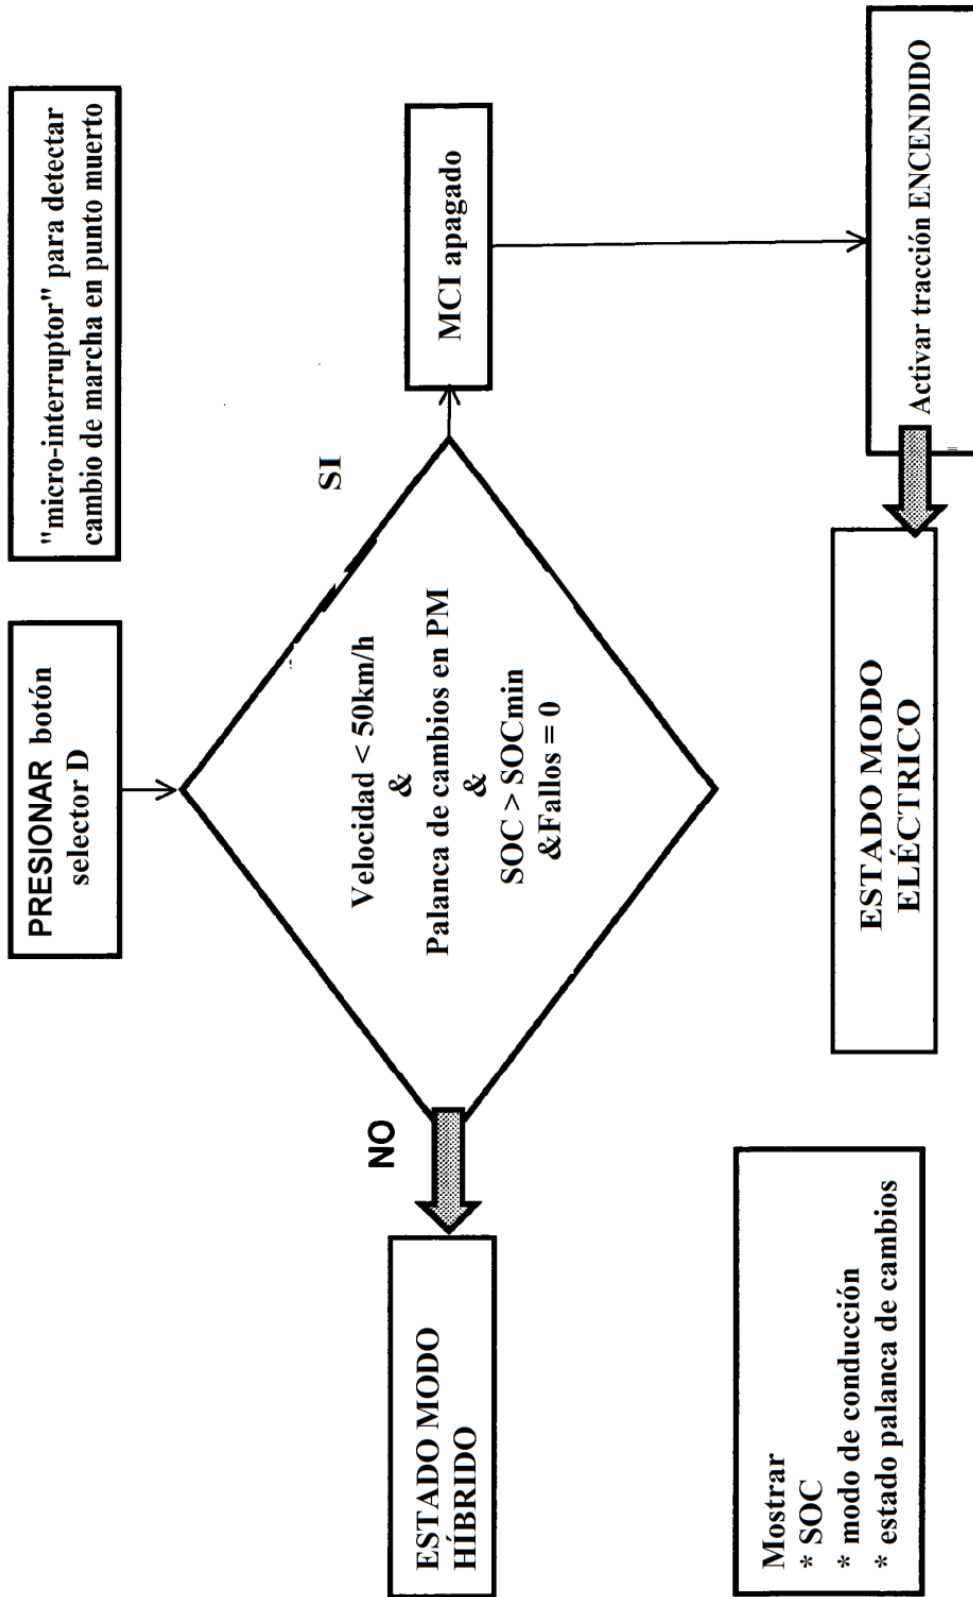 PRESIONAR botón
selector D
"micro-interruptor" para detectar
cambio de marcha en punto muerto
Velocidad < 50km/h
&
Palanca de cambios en PM
&
SOC > SOCmin
&Fallos = 0
NO
SI
ESTADO MODO
HÍBRIDO
MCI apagado
Activar tracción ENCENDIDO
ESTADO MODO
ELÉCTRICO
Mostrar
* SOC
* modo de conducción
* estado palanca de cambios